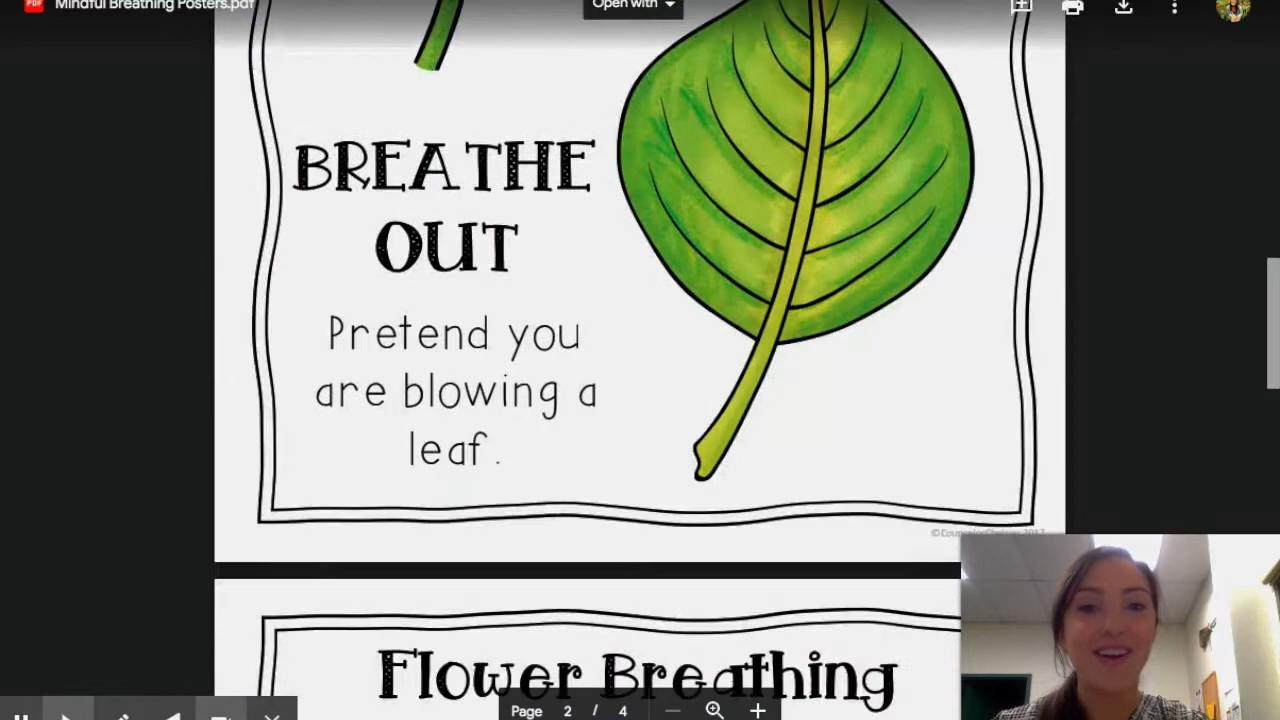 Mindful Breathing Posters.pdf
Open with
BREATHE
OUT
Pretend you
are blowing a
leaf.
Flower Breathing
Page 2 / 4